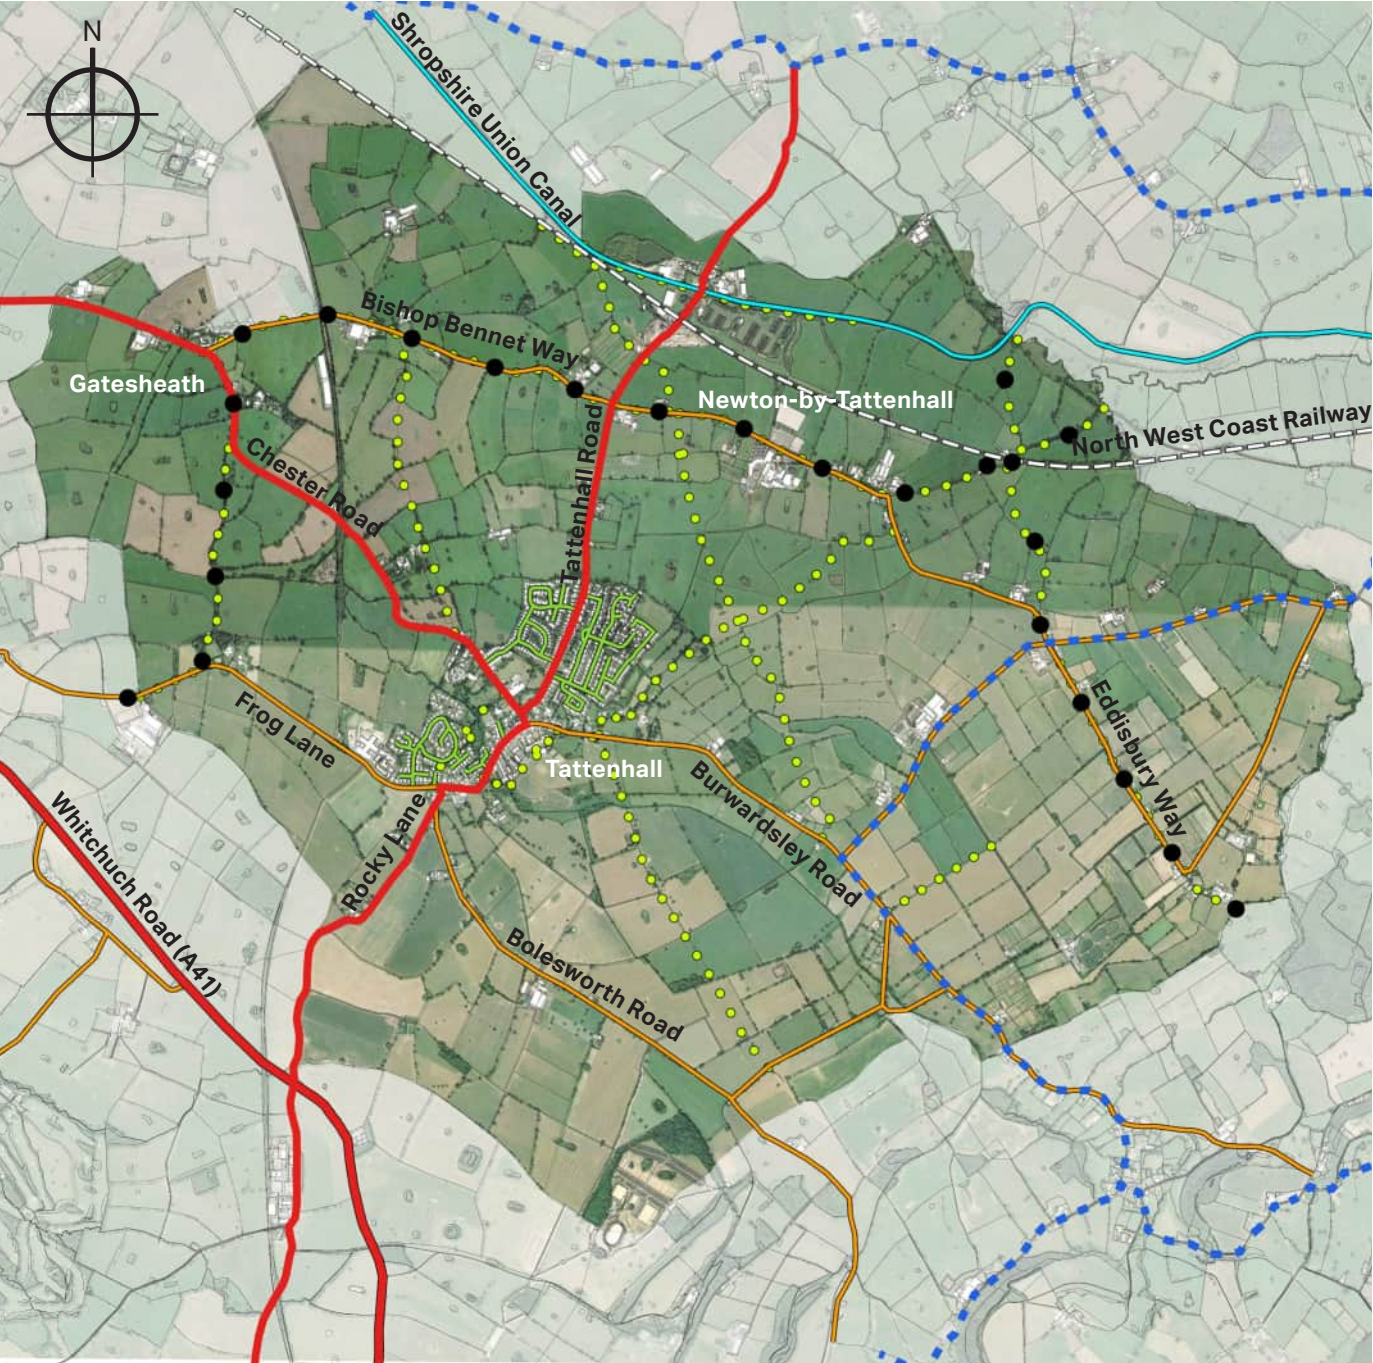 N
Shropshire Union Canal
Bishop Bennet Way
Gatesheath
Newton-by-Tattenhall
North West Coast Railway
Chester Road
Tattenhall Road
Frog Lane
Tattenhall
Eddisbury Way
Burwardsley Road
Whitchuch Road (A41)
Rocky Lane
Bolesworth Road